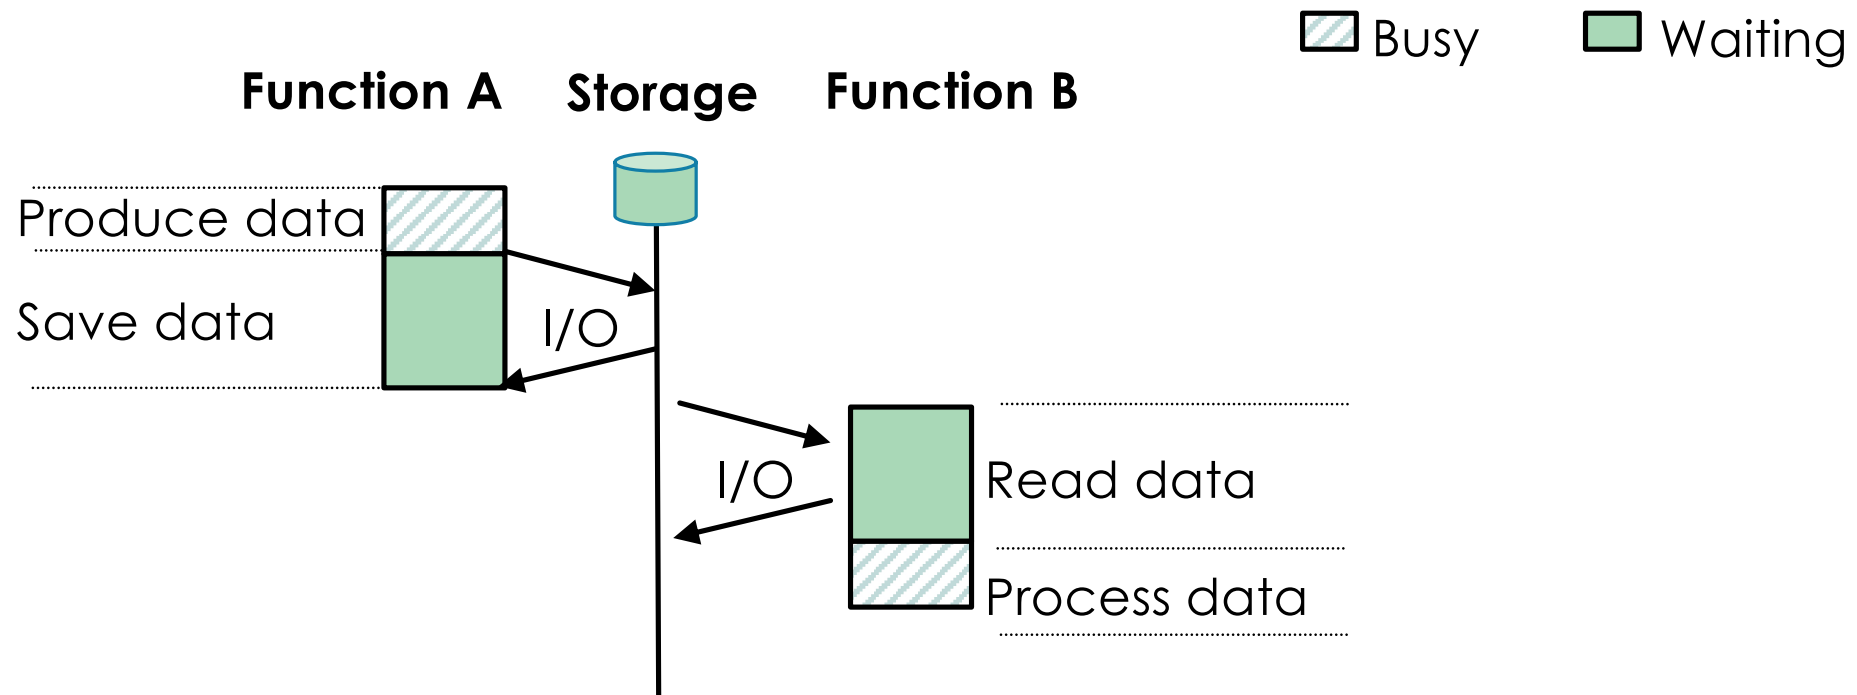 Busy
Waiting
Function A
Storage
Function B
Produce data
Save data
I/O
I/O
Read data
Process data